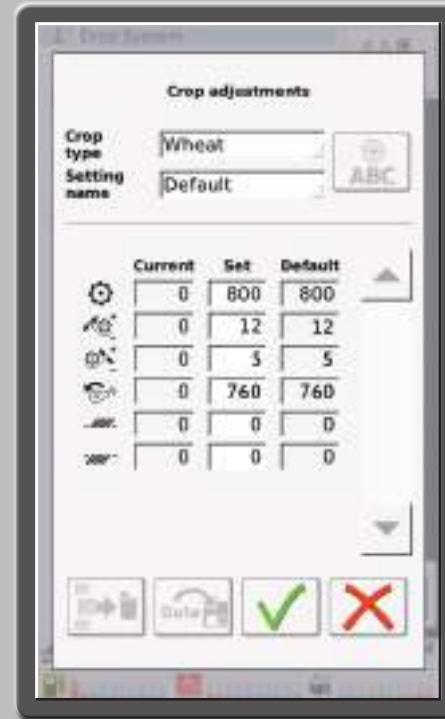 Crop adjustments
Crop type Wheat
Setting name Default
ABC
Current Set Default
0 800 800
0 12 12
0 5 5
0 760 760
0 0 0
0 0 0
Auto